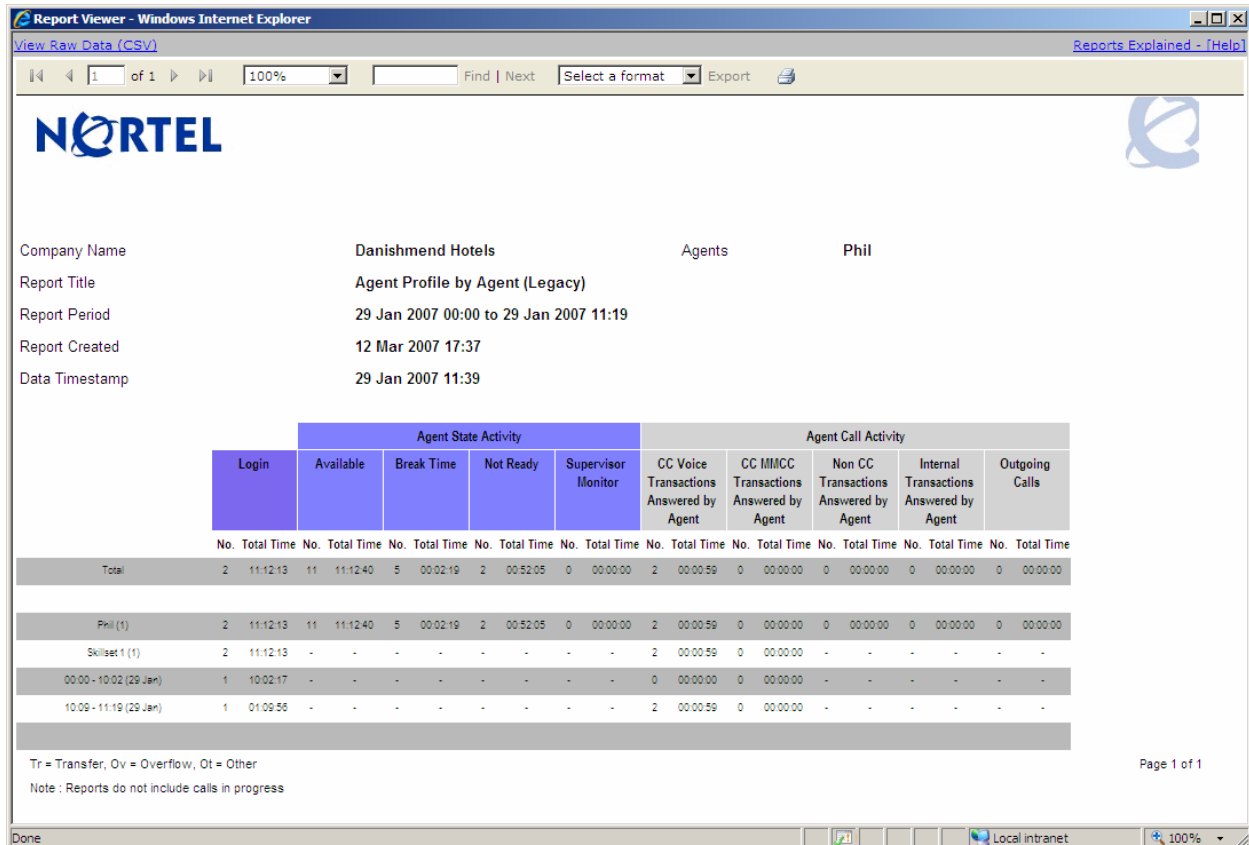 Report Viewer - Windows Internet Explorer
View Raw Data (CSV) Reports Explained - [Help]
1 of 1 100% Find | Next Select a format Export
NORTEL
Company Name Danishmend Hotels Agents Phil
Report Title Agent Profile by Agent (Legacy)
Report Period 29 Jan 2007 00:00 to 29 Jan 2007 11:19
Report Created 12 Mar 2007 17:37
Data Timestamp 29 Jan 2007 11:39
Agent State Activity Agent Call Activity
Login Available Break Time Not Ready Supervisor CC Voice CC MMCC Non CC Internal Outgoing
Monitor Transactions Transactions Transactions Transactions Calls
Answered by Answered by Answered by Answered by
Agent Agent Agent Agent
No. Total Time No. Total Time No. Total Time No. Total Time No. Total Time No. Total Time No. Total Time No. Total Time No. Total Time No. Total Time
Total 2 11:12:13 11 11:12:40 5 00:02:19 2 00:52:05 0 00:00:00 2 00:00:59 0 00:00:00 0 00:00:00 0 00:00:00 0 00:00:00
Phil (1) 2 11:12:13 11 11:12:40 5 00:02:19 2 00:52:05 0 00:00:00 2 00:00:59 0 00:00:00 0 00:00:00 0 00:00:00 0 00:00:00
Skillset 1 (1) 2 11:12:13 - - - - - - - - 2 00:00:59 0 00:00:00 - - - - - -
00:00 - 10:02 (29 Jan) 1 10:02:17 - - - - - - - - 0 00:00:00 0 00:00:00 - - - - - -
10:09 - 11:19 (29 Jan) 1 01:09:56 - - - - - - - - 2 00:00:59 0 00:00:00 - - - - - -
Tr = Transfer, Ov = Overflow, Ot = Other Page 1 of 1
Note : Reports do not include calls in progress
Done Local intranet 100%